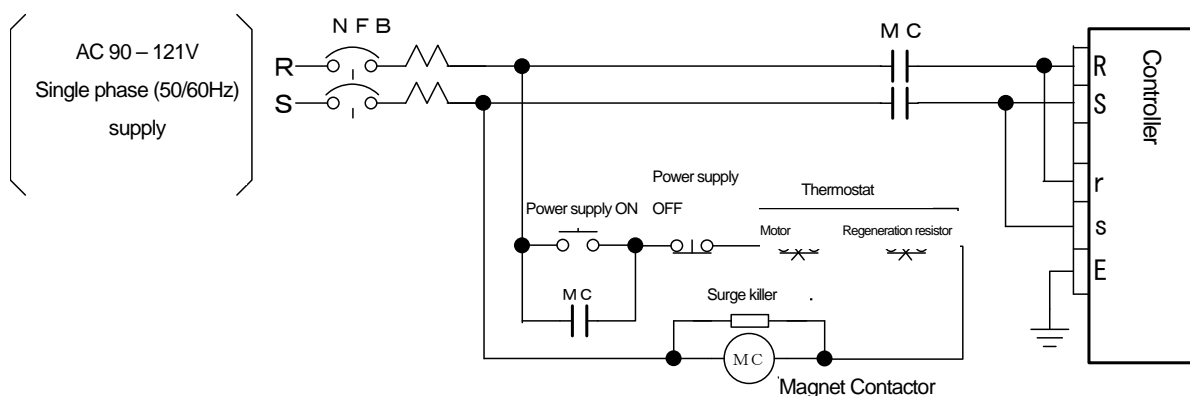 AC 90 – 121V
Single phase (50/60Hz)
supply
N F B
R
S
M C
R
S
r
s
E
Controller
Power supply ON
Power supply
OFF
Thermostat
Motor
Regeneration resistor
M C
Surge killer
MC
Magnet Contactor